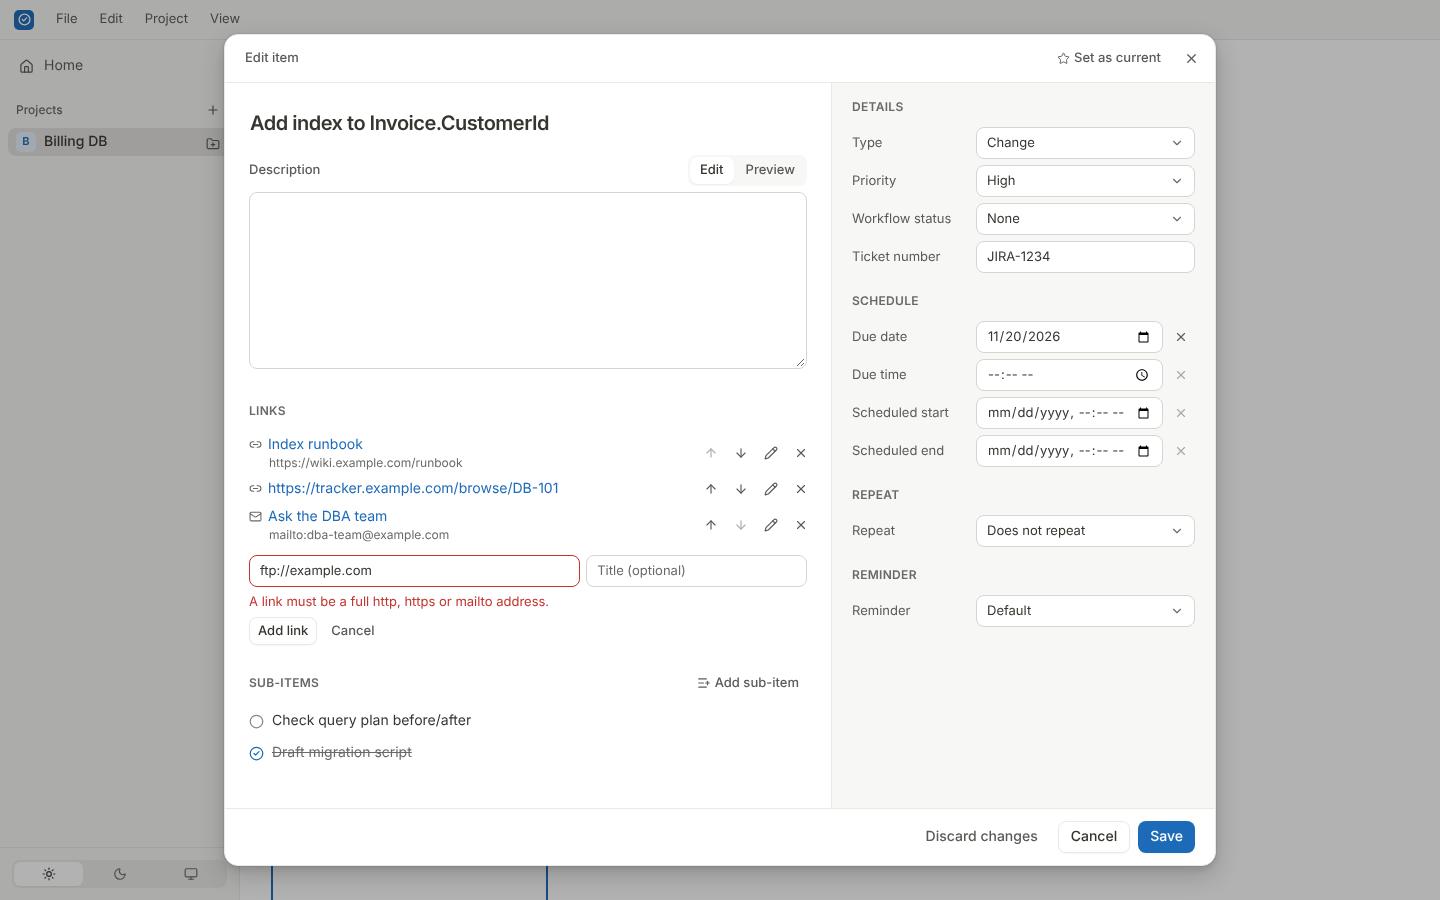 File Edit Project View
Home
Projects
B Billing DB
Edit item
Set as current
Add index to Invoice.CustomerId
Description
Edit Preview
LINKS
Index runbook
https://wiki.example.com/runbook
https://tracker.example.com/browse/DB-101
Ask the DBA team
mailto:dba-team@example.com
ftp://example.com
Title (optional)
A link must be a full http, https or mailto address.
Add link Cancel
SUB-ITEMS
Add sub-item
Check query plan before/after
Draft migration script
DETAILS
Type Change
Priority High
Workflow status None
Ticket number JIRA-1234
SCHEDULE
Due date 11/20/2026
Due time --:-- --
Scheduled start mm/dd/yyyy, --:-- --
Scheduled end mm/dd/yyyy, --:-- --
REPEAT
Repeat Does not repeat
REMINDER
Reminder Default
Discard changes Cancel Save